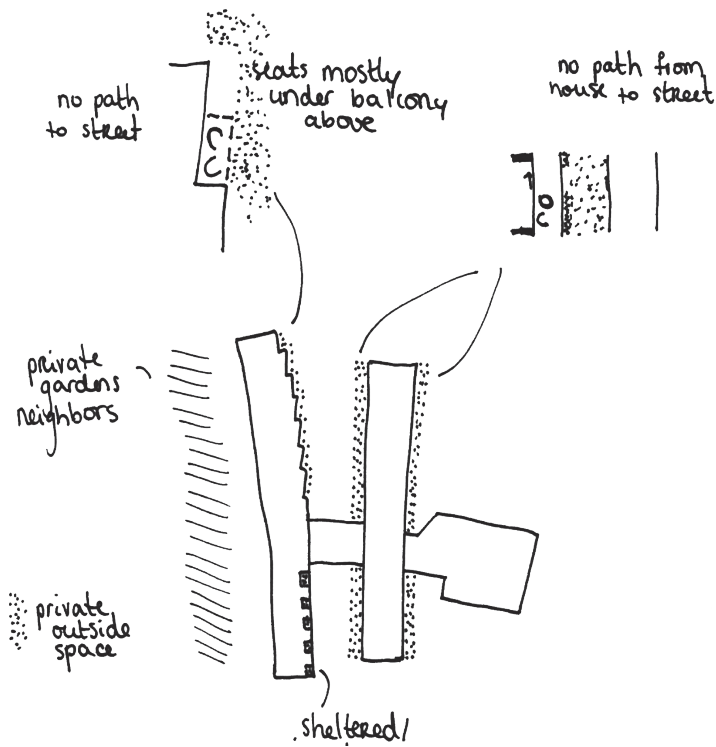 seats mostly
under balcony
above
no path
to street
no path from
house to street
private
gardens
neighbors
private
outside
space
sheltered/